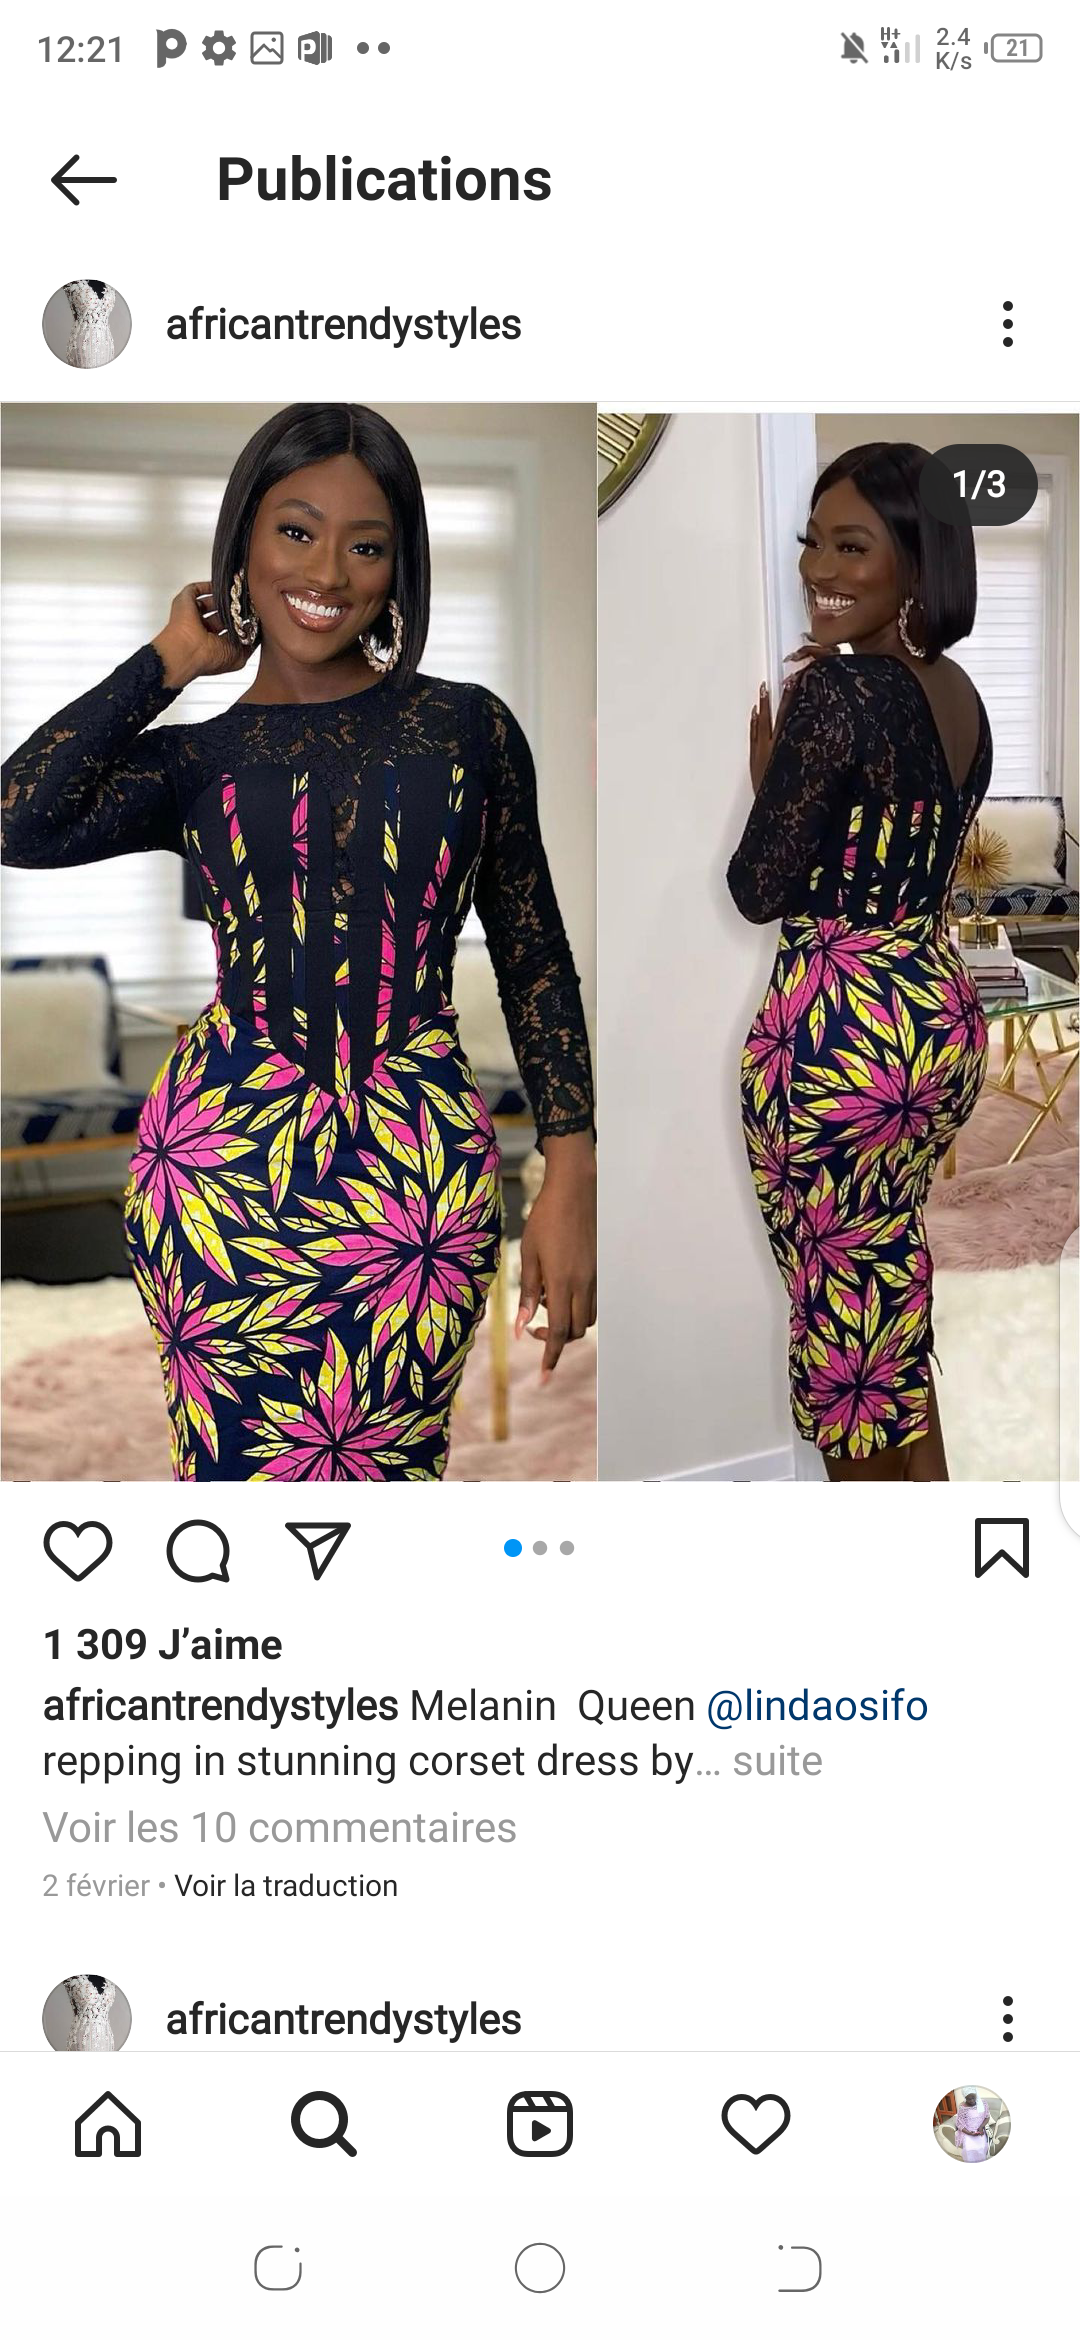 12:21
H+
2.4
K/s
21
Publications
africantrendystyles
1/3
1 309 J’aime
africantrendystyles Melanin  Queen @lindaosifo
repping in stunning corset dress by... suite
Voir les 10 commentaires
2 février • Voir la traduction
africantrendystyles